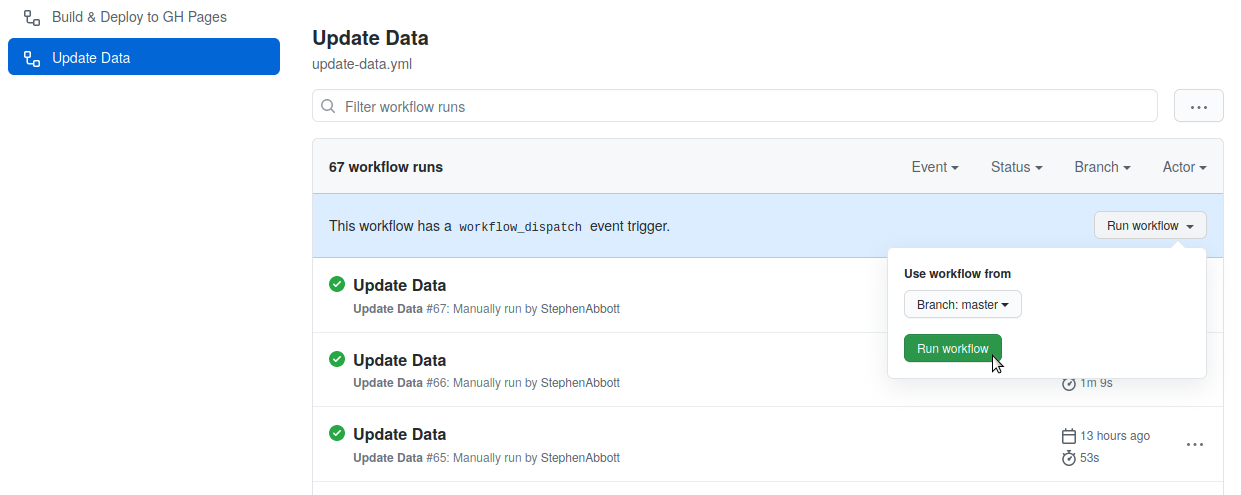 Build & Deploy to GH Pages
Update Data
Update Data
update-data.yml
Filter workflow runs
67 workflow runs Event Status Branch Actor
This workflow has a workflow_dispatch event trigger. Run workflow
Use workflow from
Branch: master
Run workflow
Update Data
Update Data #67: Manually run by StephenAbbott
Update Data
Update Data #66: Manually run by StephenAbbott 1m 9s
Update Data
13 hours ago
Update Data #65: Manually run by StephenAbbott 53s